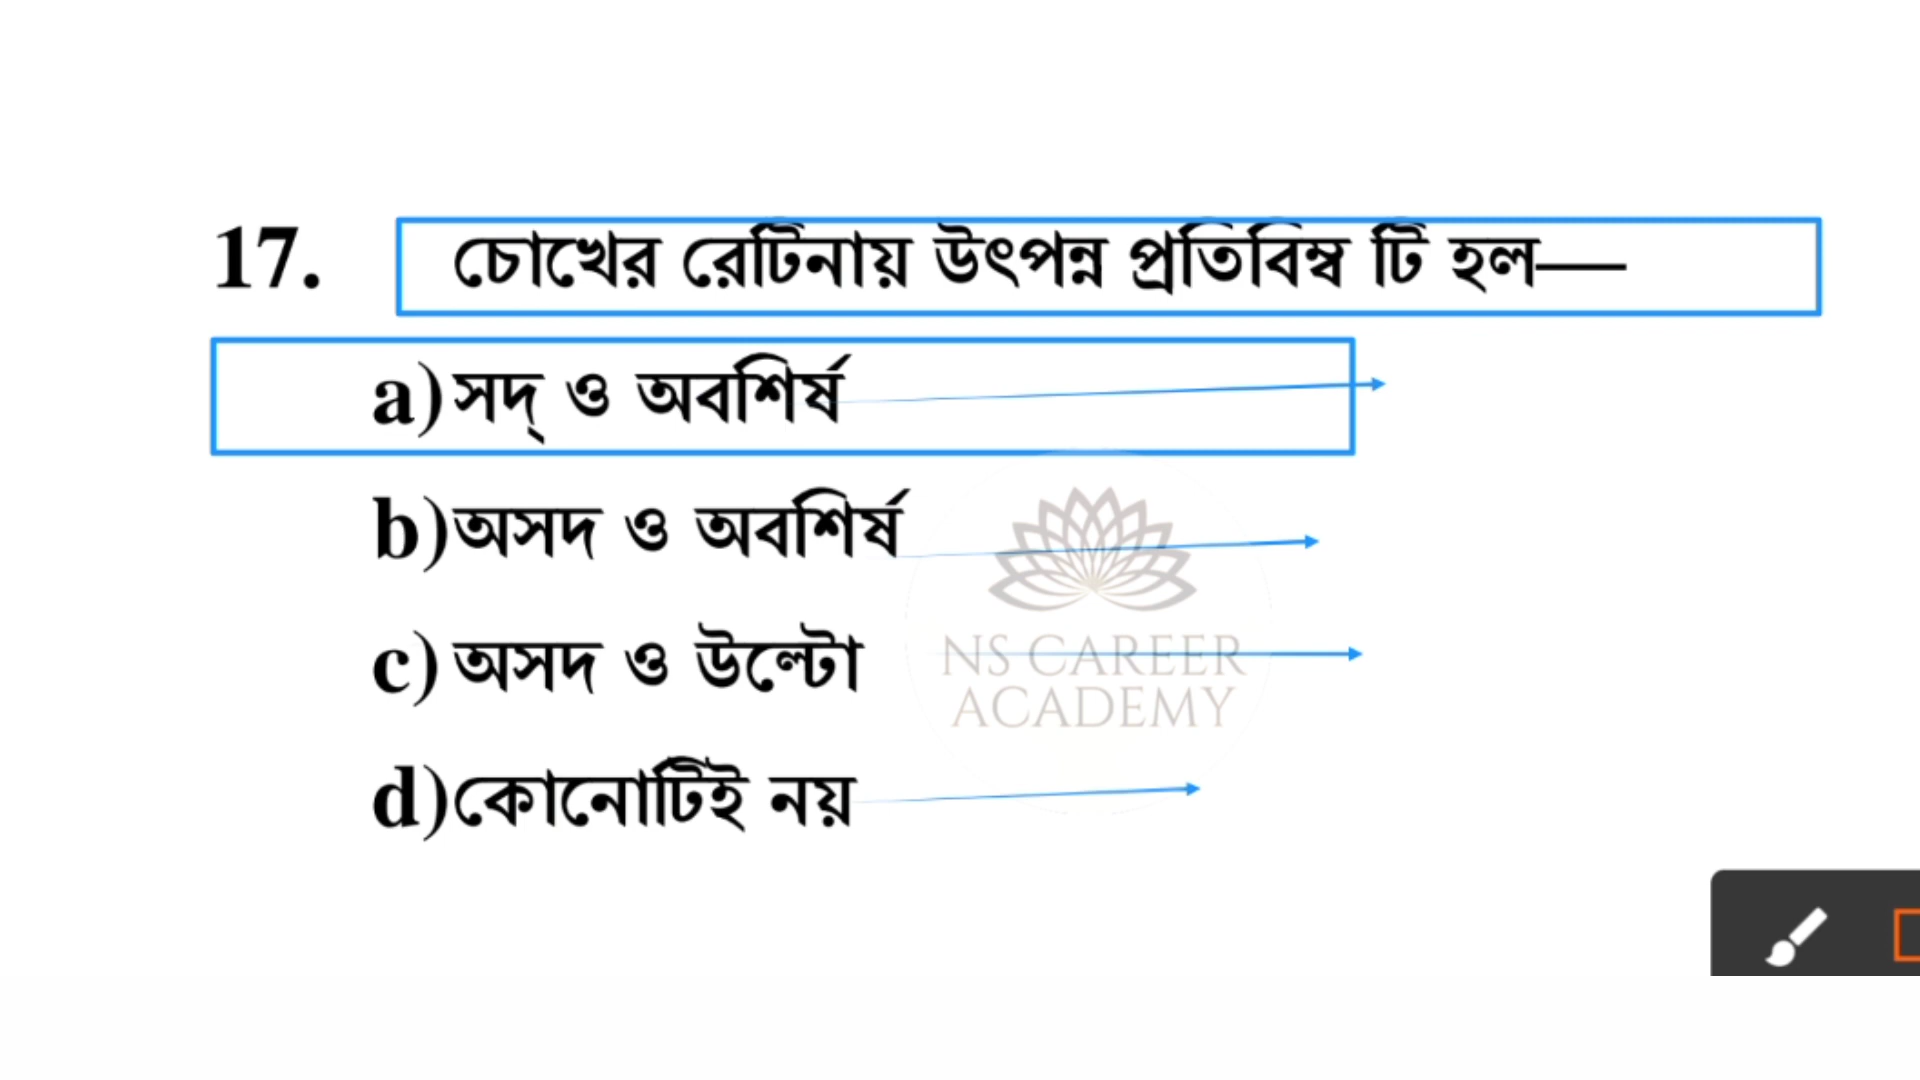 17. চোখের রেটিনায় উৎপন্ন প্রতিবিম্ব টি হল—
a) সদ্ ও অবশির্ষ
b) অসদ ও অবশির্ষ
c) অসদ ও উল্টো
d) কোনোটিই নয়
NS CAREER
ACADEMY